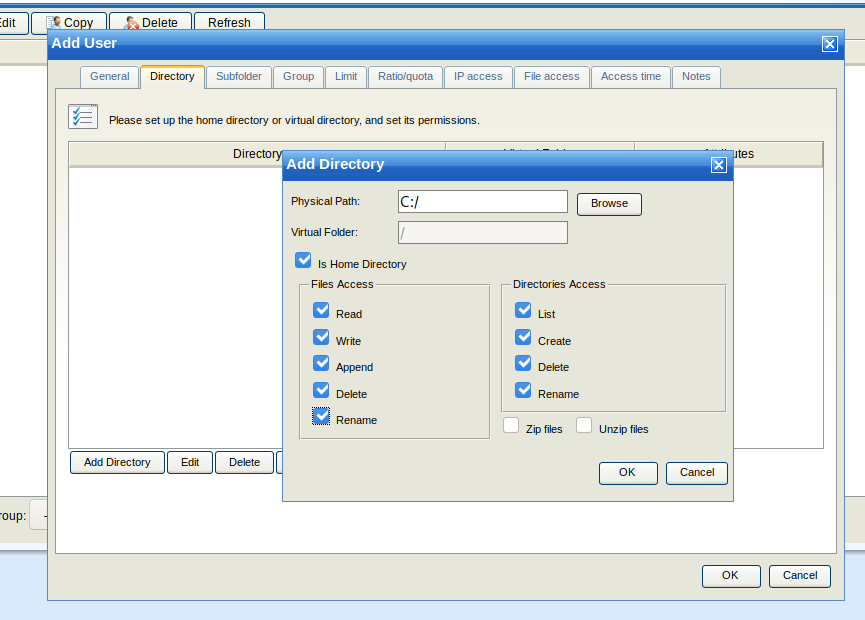 Copy Delete Refresh
Add User
General Directory Subfolder Group Limit Ratio/quota IP access File access Access time Notes
Please set up the home directory or virtual directory, and set its permissions.
Directory
Add Directory
Physical Path: C:/ Browse
Virtual Folder: /
Is Home Directory
Files Access Directories Access
Read List
Write Create
Append Delete
Delete Rename
Rename
Zip files Unzip files
OK Cancel
Add Directory Edit Delete
OK Cancel